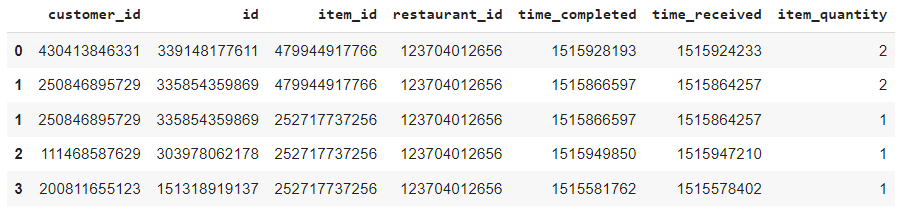 customer_id id item_id restaurant_id time_completed time_received item_quantity
0 430413846331 339148177611 479944917766 123704012656 1515928193 1515924233 2
1 250846895729 335854359869 479944917766 123704012656 1515866597 1515864257 2
1 250846895729 335854359869 252717737256 123704012656 1515866597 1515864257 1
2 111468587629 303978062178 252717737256 123704012656 1515949850 1515947210 1
3 200811655123 151318919137 252717737256 123704012656 1515581762 1515578402 1